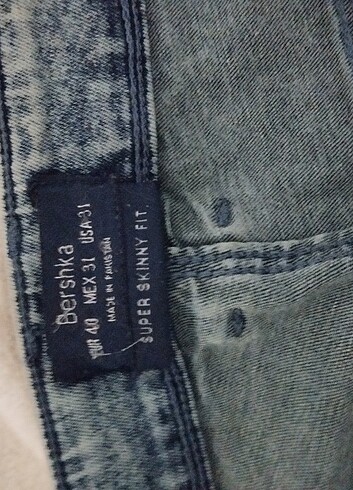 Bershka
EUR 40 MEX 31 USA 31
MADE IN PAKISTAN
SUPER SKINNY FIT